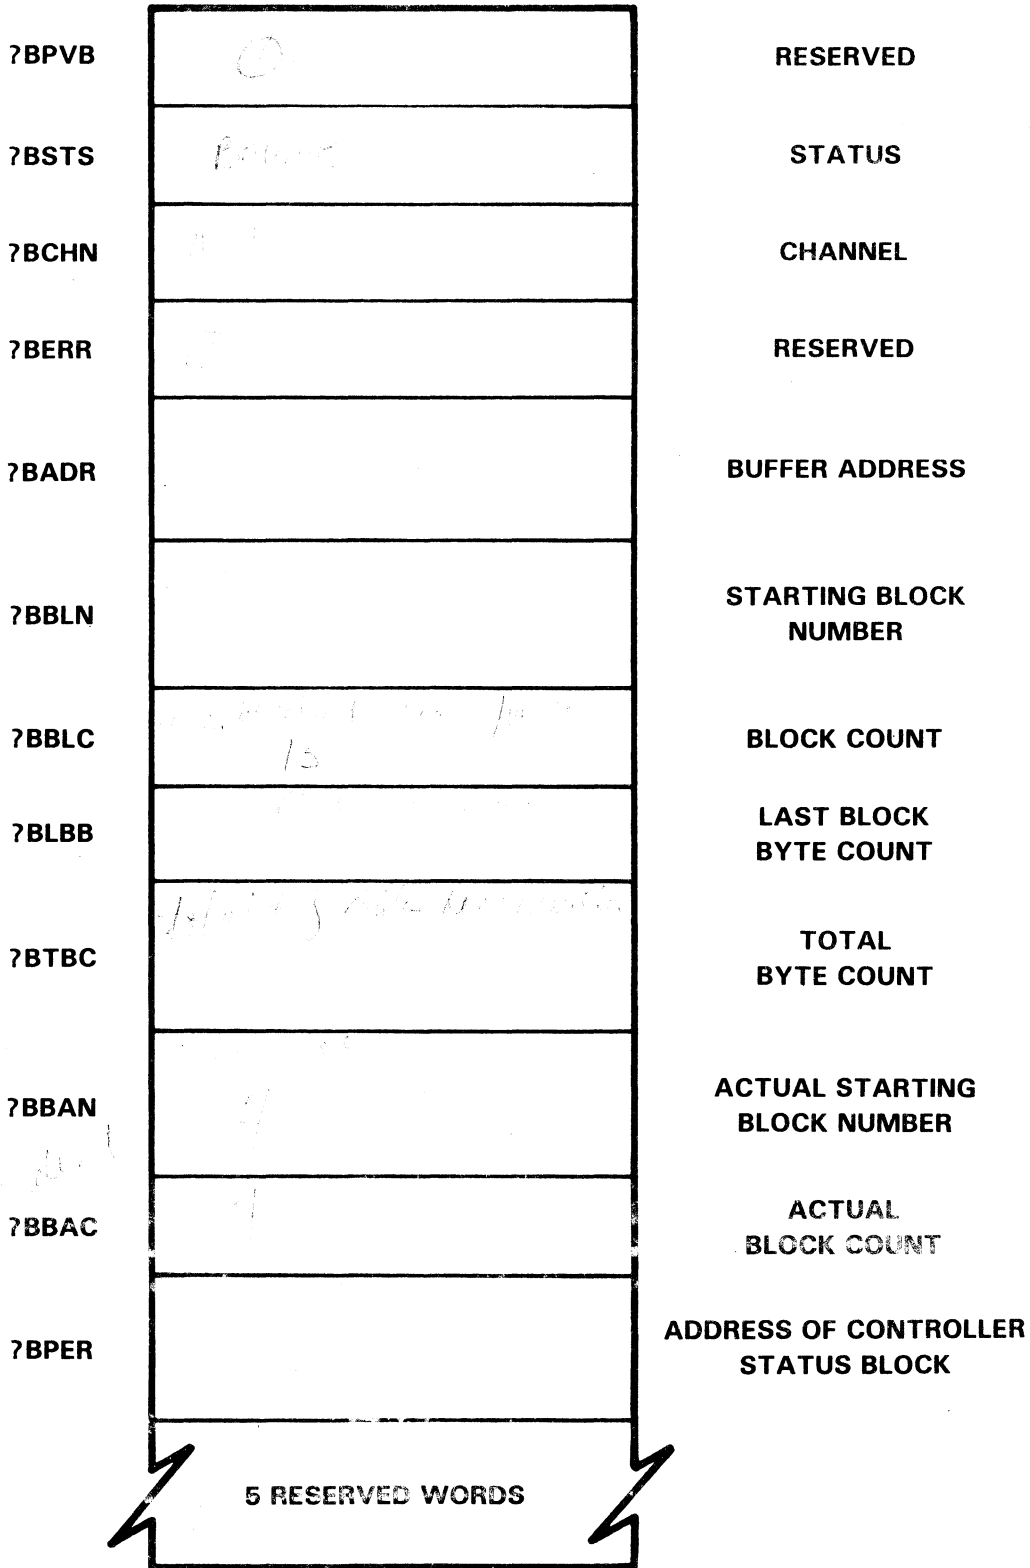 ?BPVB RESERVED
?BSTS STATUS
?BCHN CHANNEL
?BERR RESERVED
?BADR BUFFER ADDRESS
?BBLN STARTING BLOCK
NUMBER
13
?BBLC BLOCK COUNT
?BLBB LAST BLOCK
BYTE COUNT
?BTBC TOTAL
BYTE COUNT
?BBAN ACTUAL STARTING
BLOCK NUMBER
?BBAC ACTUAL
BLOCK COUNT
?BPER ADDRESS OF CONTROLLER
STATUS BLOCK
5 RESERVED WORDS